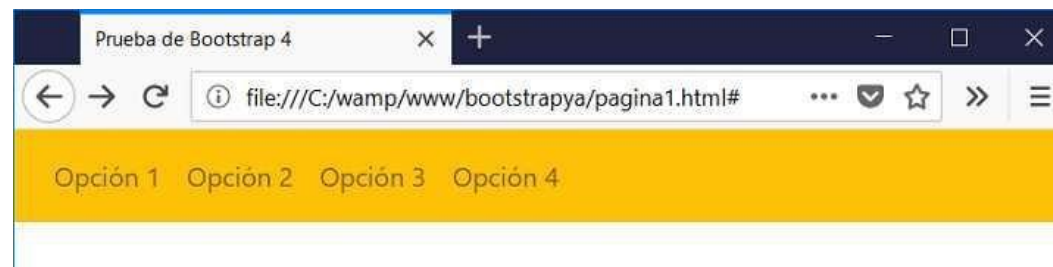 Prueba de Bootstrap 4
file:///C:/wamp/www/bootstrapya/pagina1.html#
Opción 1 Opción 2 Opción 3 Opción 4